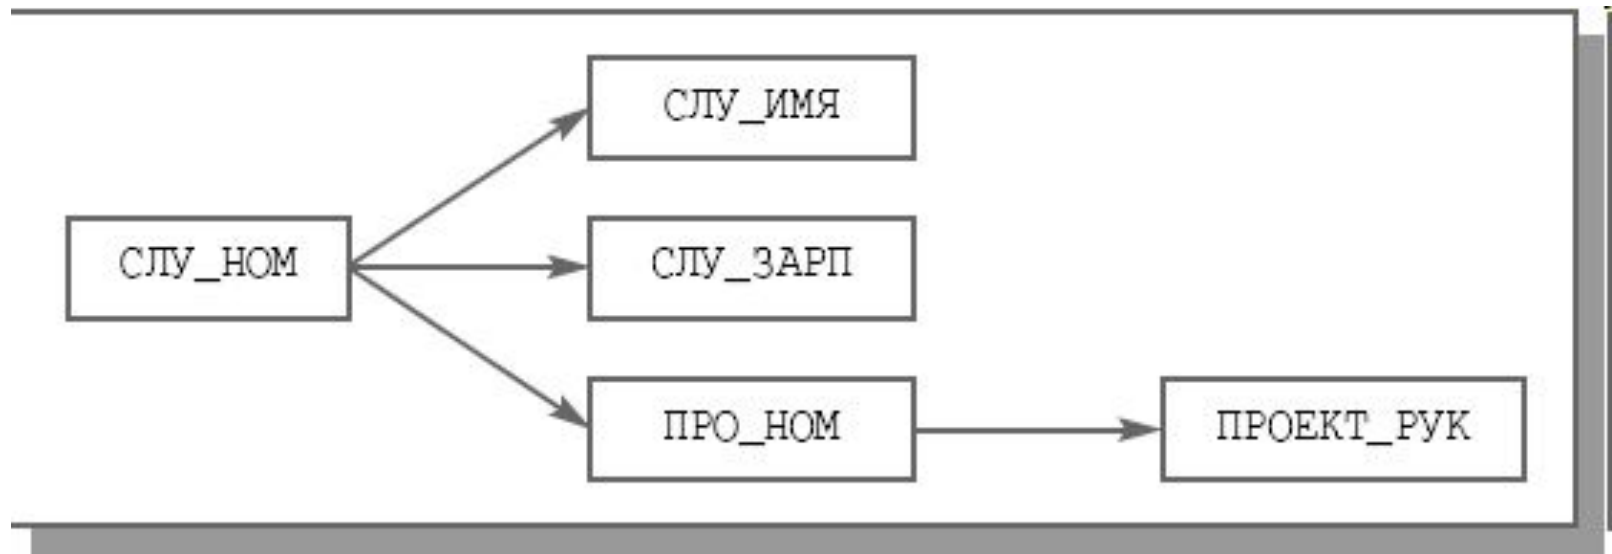 СЛУ_ИМЯ
СЛУ_НОМ
СЛУ_ЗАРП
ПРО_НОМ
ПРОЕКТ_РУК